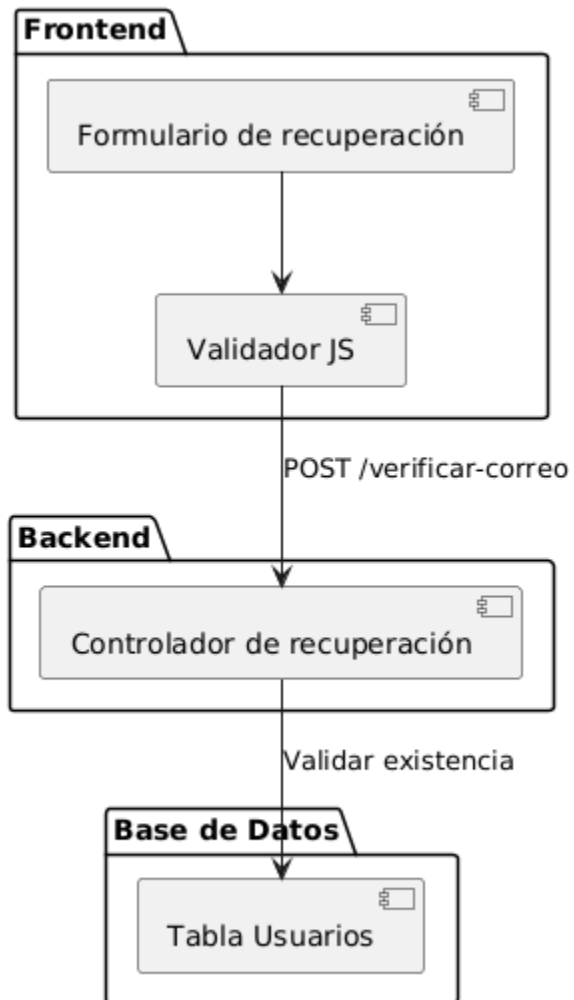 Frontend
Formulario de recuperación
Validador JS
POST /verificar-correo
Backend
Controlador de recuperación
Validar existencia
Base de Datos
Tabla Usuarios